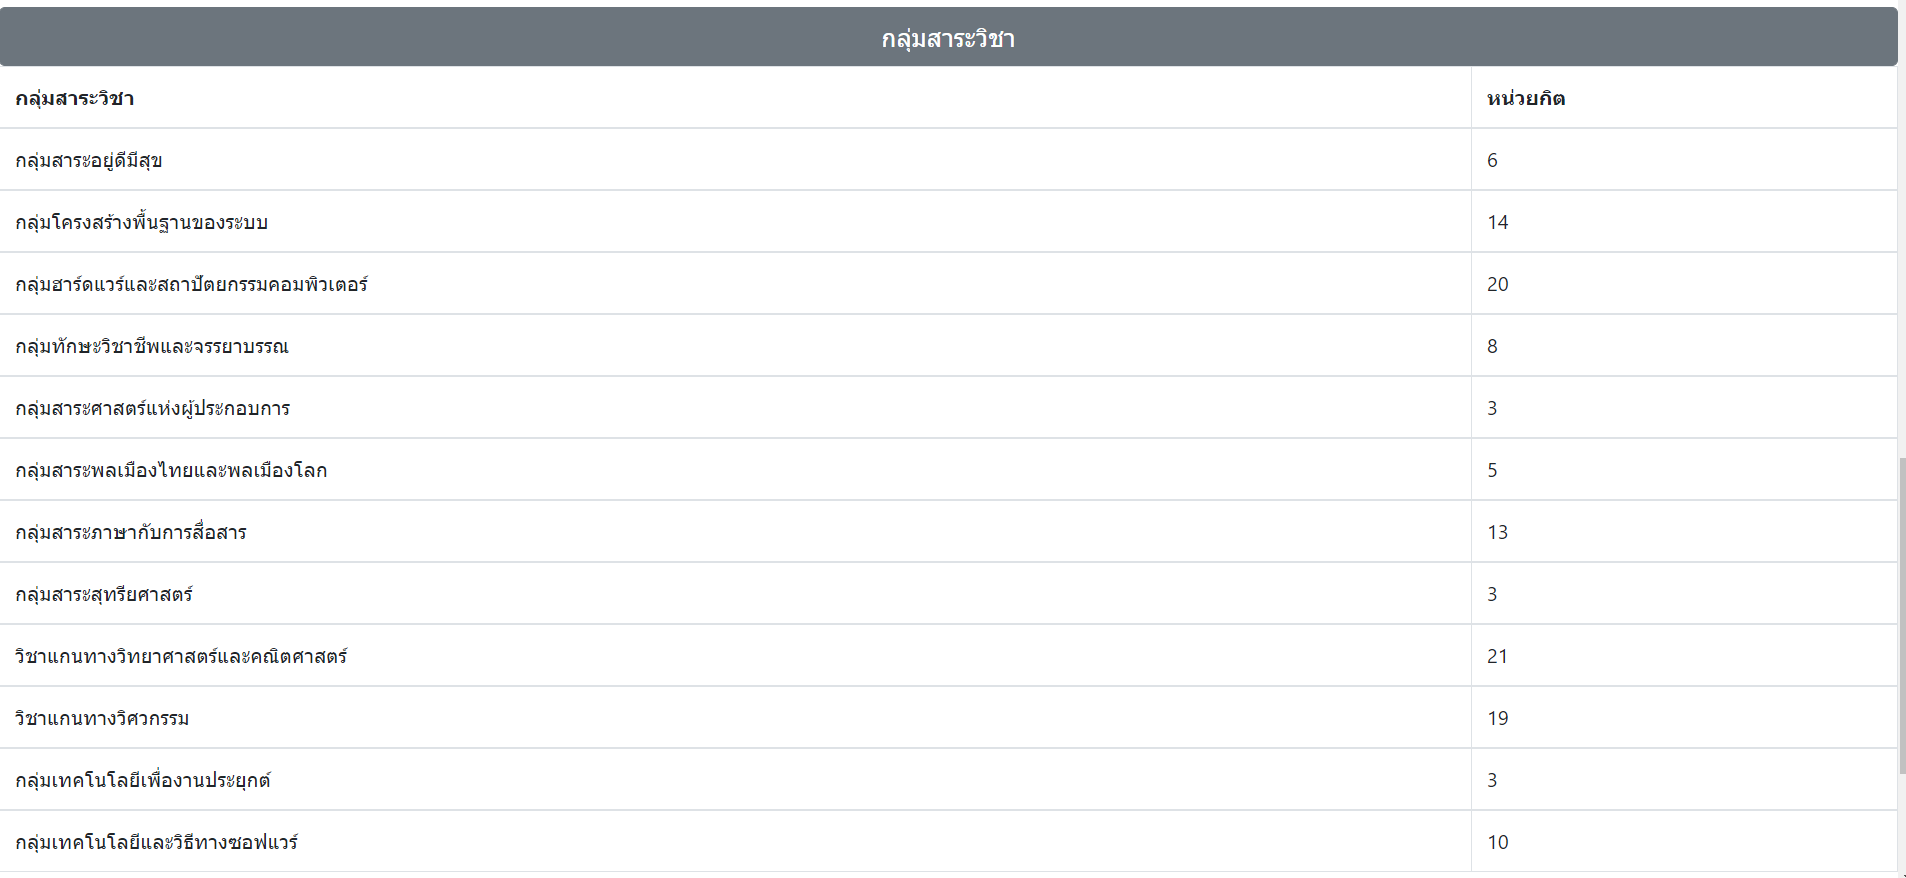 กลุ่มสาระวิชา
กลุ่มสาระวิชา หน่วยกิต
กลุ่มสาระอยู่ดีมีสุข 6
กลุ่มโครงสร้างพื้นฐานของระบบ 14
กลุ่มฮาร์ดแวร์และสถาปัตยกรรมคอมพิวเตอร์ 20
กลุ่มทักษะวิชาชีพและจรรยาบรรณ 8
กลุ่มสาระศาสตร์แห่งผู้ประกอบการ 3
กลุ่มสาระพลเมืองไทยและพลเมืองโลก 5
กลุ่มสาระภาษากับการสื่อสาร 13
กลุ่มสาระสุทรียศาสตร์ 3
วิชาแกนทางวิทยาศาสตร์และคณิตศาสตร์ 21
วิชาแกนทางวิศวกรรม 19
กลุ่มเทคโนโลยีเพื่องานประยุกต์ 3
กลุ่มเทคโนโลยีและวิธีทางซอฟแวร์ 10